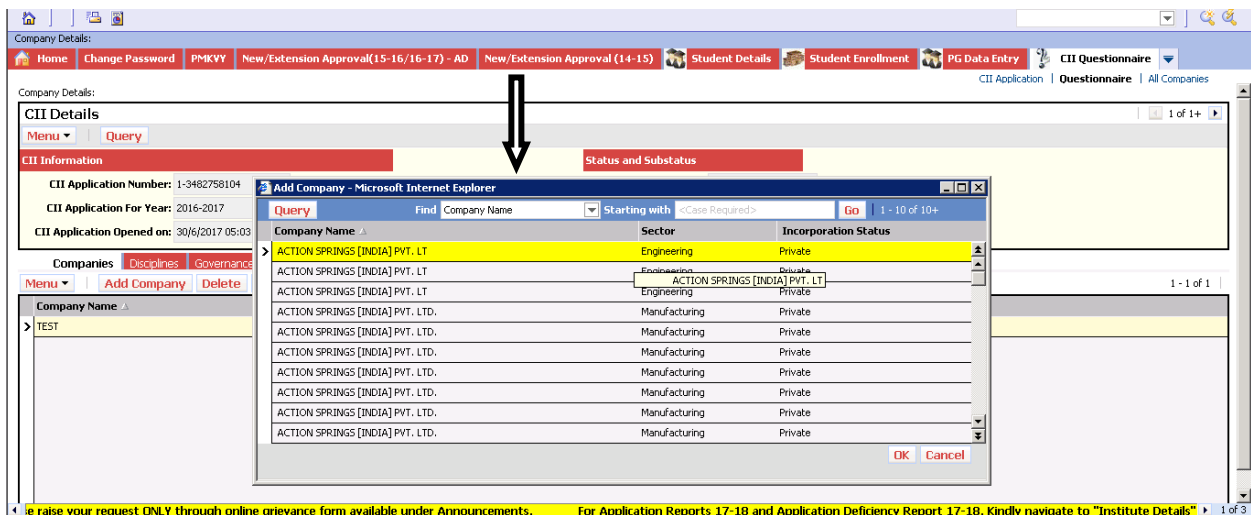 Company Details:
Home Change Password PMKVY New/Extension Approval(15-16/16-17) - AD New/Extension Approval (14-15) Student Details Student Enrollment PG Data Entry CII Questionnaire
CII Application | Questionnaire | All Companies
Company Details:
CII Details 1 of 1+
Menu Query
CII Information Status and Substatus
CII Application Number: 1-3482758104
CII Application For Year: 2016-2017
CII Application Opened on: 30/6/2017 05:03
Add Company - Microsoft Internet Explorer
Query Find Company Name Starting with <Case Required> Go 1 - 10 of 10+
Company Name Sector Incorporation Status
ACTION SPRINGS [INDIA] PVT. LT Engineering Private
ACTION SPRINGS [INDIA] PVT. LT Engineering Private
ACTION SPRINGS [INDIA] PVT. LT
ACTION SPRINGS [INDIA] PVT. LT Engineering Private
ACTION SPRINGS [INDIA] PVT. LTD. Manufacturing Private
ACTION SPRINGS [INDIA] PVT. LTD. Manufacturing Private
ACTION SPRINGS [INDIA] PVT. LTD. Manufacturing Private
ACTION SPRINGS [INDIA] PVT. LTD. Manufacturing Private
ACTION SPRINGS [INDIA] PVT. LTD. Manufacturing Private
ACTION SPRINGS [INDIA] PVT. LTD. Manufacturing Private
ACTION SPRINGS [INDIA] PVT. LTD. Manufacturing Private
OK Cancel
Companies Disciplines Governance
Menu Add Company Delete 1 - 1 of 1
Company Name
TEST
se raise your request ONLY through online grievance form available under Announcements. For Application Reports 17-18 and Application Deficiency Report 17-18. Kindly navigate to "Institute Details" 1 of 3